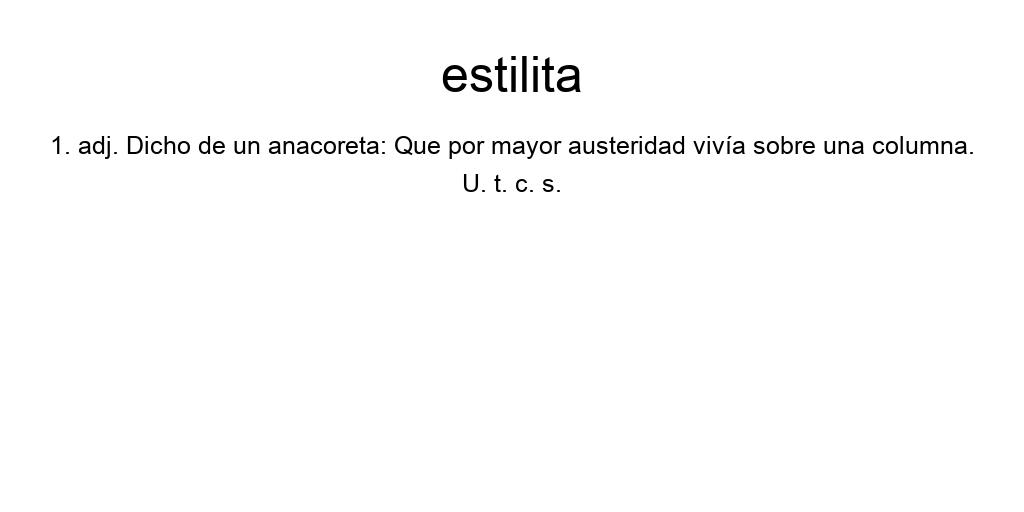 estilita
1. adj. Dicho de un anacoreta: Que por mayor austeridad vivía sobre una columna.
U. t. c. s.